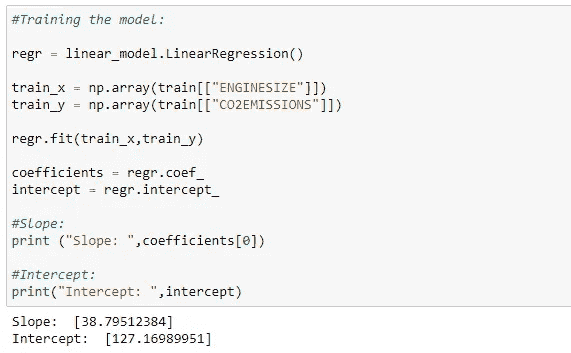 #Training the model:
regr = linear_model.LinearRegression()
train_x = np.array(train[["ENGINESIZE"]])
train_y = np.array(train[["CO2EMISSIONS"]])
regr.fit(train_x,train_y)
coefficients = regr.coef_
intercept = regr.intercept_
#Slope:
print ("Slope: ",coefficients[0])
#Intercept:
print("Intercept: ",intercept)
Slope:  [38.79512384]
Intercept:  [127.16989951]